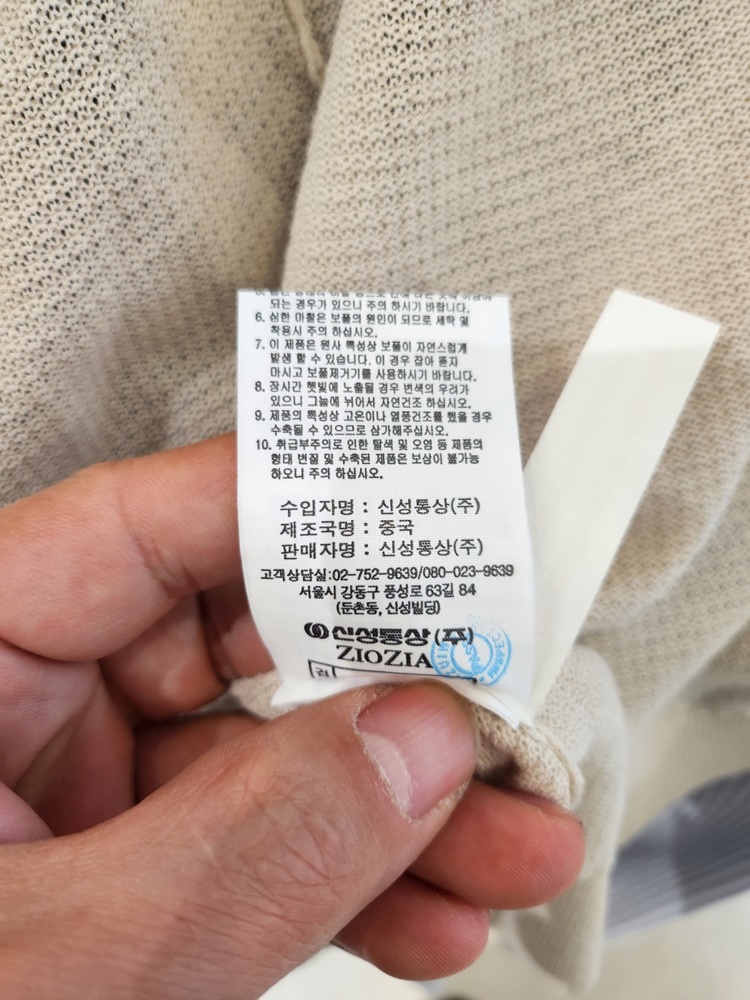 되는 경우가 있으니 주의 하시기 바랍니다.
6. 심한 마찰은 보풀의 원인이 되므로 세탁 및
착용시 주의 하십시오.
7. 이 제품은 원사 특성상 보풀이 자연스럽게
발생 할 수 있습니다. 이 경우 잡아 뜯지
마시고 보풀제거기를 사용하시기 바랍니다.
8. 장시간 햇빛에 노출될 경우 변색의 우려가
있으니 그늘에 뉘어서 자연건조 하십시오.
9. 제품의 특성상 고온이나 열풍건조를 했을 경우
수축될 수 있으므로 삼가해주십시오.
10. 취급부주의로 인한 탈색 및 오염 등 제품의
형태 변질 및 수축된 제품은 보상이 불가능
하오니 주의 하십시오.
수입자명 : 신성통상(주)
제조국명 : 중국
판매자명 : 신성통상(주)
고객상담실:02-752-9639/080-023-9639
서울시 강동구 풍성로 63길 84
(둔촌동, 신성빌딩)
신성통상(주)
ZIOZIA
검